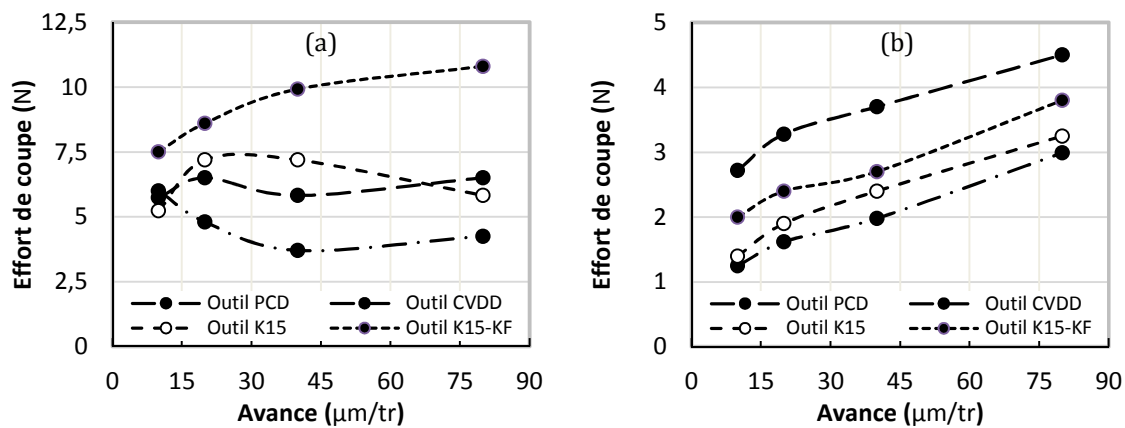 (a)
Effort de coupe (N)
12,5
10
7,5
5
2,5
0
Outil PCD
Outil CVDD
Outil K15
Outil K15-KF
0 15 30 45 60 75 90
Avance (µm/tr)
(b)
Effort de coupe (N)
5
4
3
2
1
0
Outil PCD
Outil CVDD
Outil K15
Outil K15-KF
0 15 30 45 60 75 90
Avance (µm/tr)